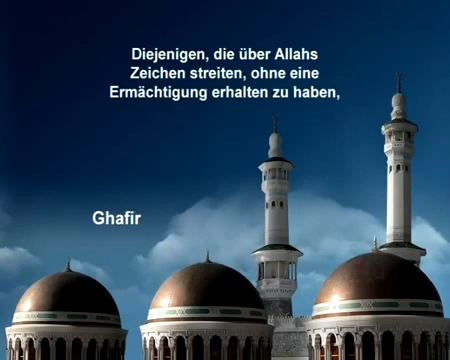 Diejenigen, die über Allahs
Zeichen streiten, ohne eine
Ermächtigung erhalten zu haben,
Ghafir